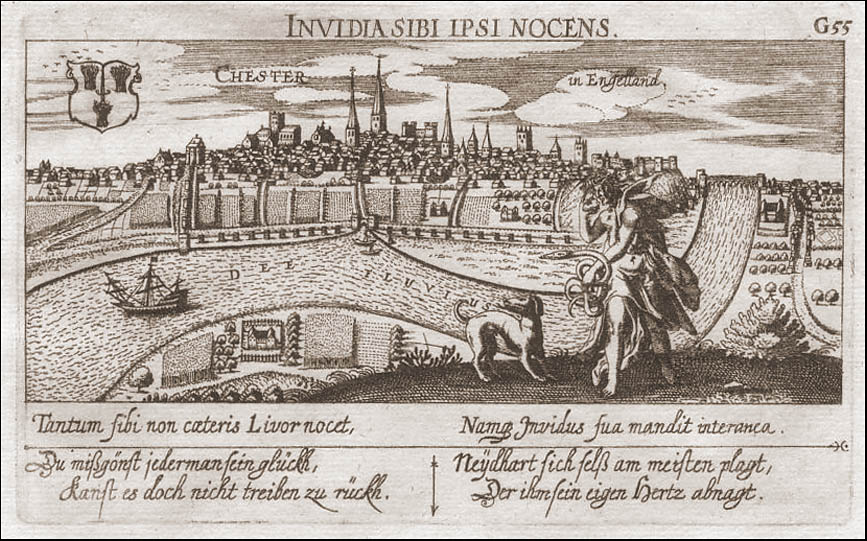 INVIDIA SIBI IPSI NOCENS.
G55
CHESTER
in Engelland
DEE FLUVIUS
Tantum sibi non cæteris Livor nocet,
Namq Invidus sua mandit interanea.
Du mißgönst jederman sein glückh,
Kanst es doch nicht treiben zu rückh.
Neydhart sich selbß am meisten plagt,
Der ihm sein eigen Hertz abnagt.